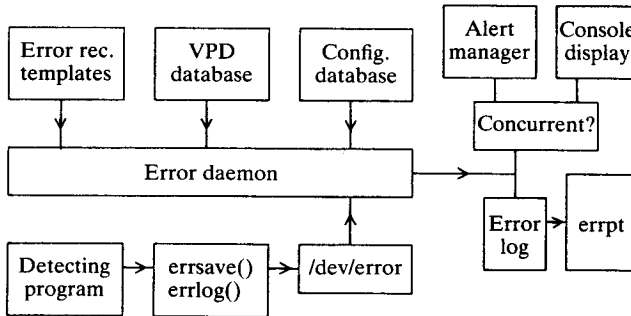 Error rec.
templates
VPD
database
Config.
database
Alert
manager
Console
display
Concurrent?
Error daemon
Error
log
errpt
Detecting
program
errsave()
errlog()
/dev/error